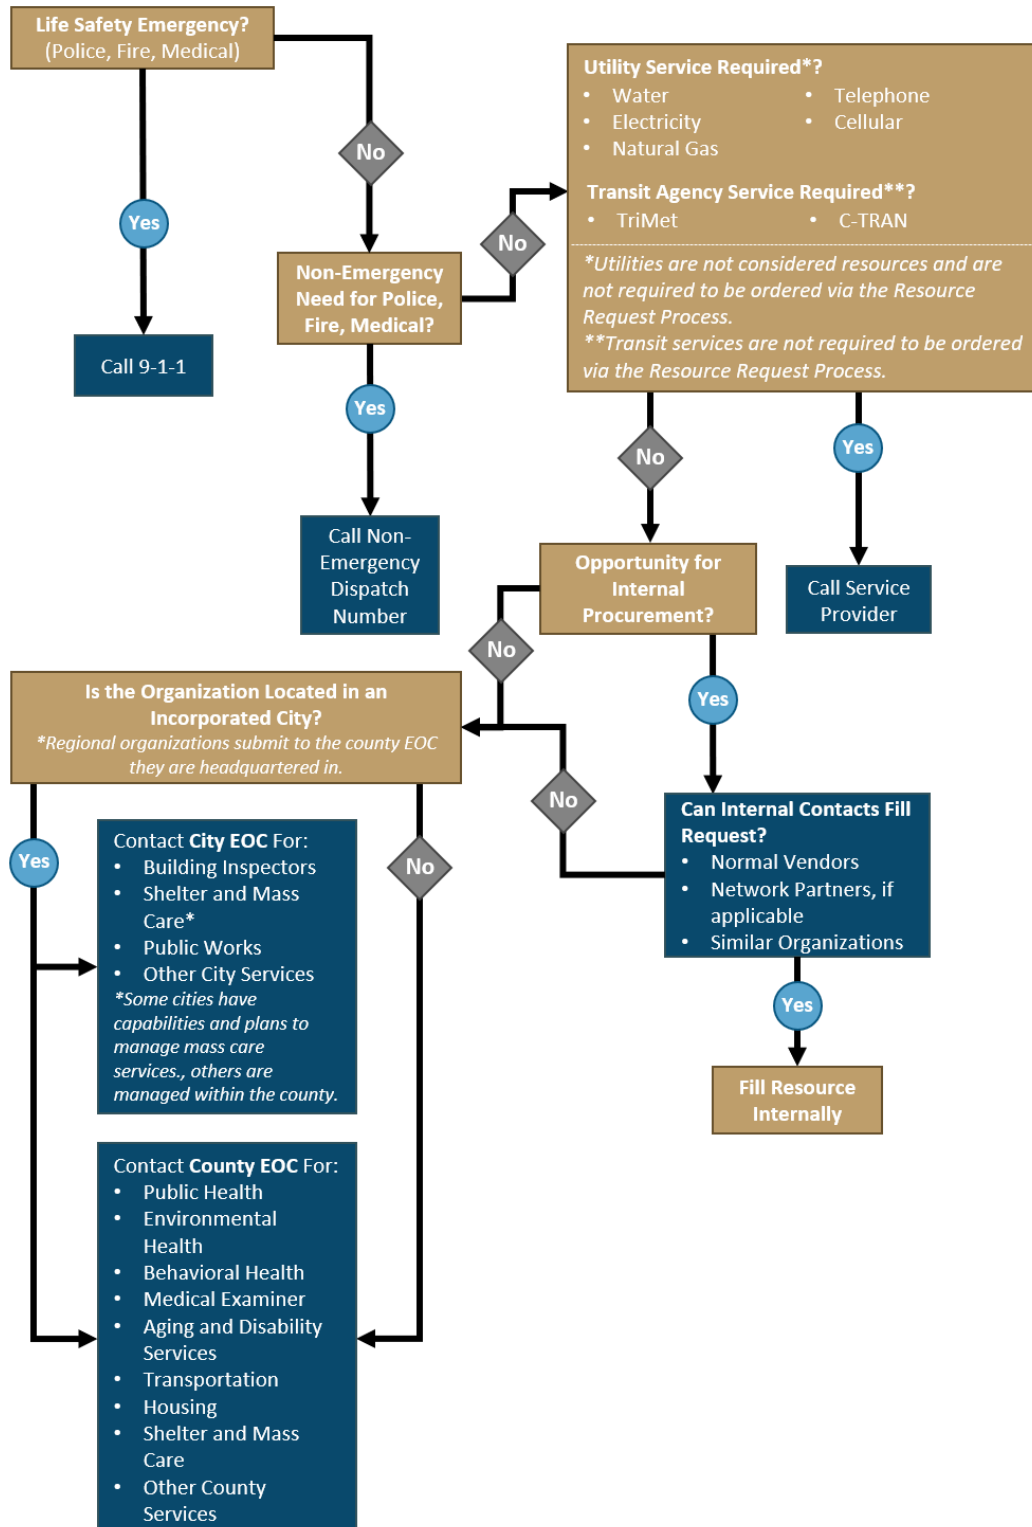 Life Safety Emergency?
(Police, Fire, Medical)
No
Yes
Call 9-1-1
Non-Emergency
Need for Police,
Fire, Medical?
No
Yes
Call Non-
Emergency
Dispatch
Number
Utility Service Required*?
• Water
• Electricity
• Natural Gas
• Telephone
• Cellular
Transit Agency Service Required**?
• TriMet
• C-TRAN
*Utilities are not considered resources and are
not required to be ordered via the Resource
Request Process.
**Transit services are not required to be ordered
via the Resource Request Process.
No
Yes
Call Service
Provider
Opportunity for
Internal
Procurement?
No
Yes
Can Internal Contacts Fill
Request?
• Normal Vendors
• Network Partners, if
applicable
• Similar Organizations
No
Yes
Fill Resource
Internally
Is the Organization Located in an
Incorporated City?
*Regional organizations submit to the county EOC
they are headquartered in.
Yes
No
Contact City EOC For:
• Building Inspectors
• Shelter and Mass
Care*
• Public Works
• Other City Services
*Some cities have
capabilities and plans to
manage mass care
services., others are
managed within the county.
Contact County EOC For:
• Public Health
• Environmental
Health
• Behavioral Health
• Medical Examiner
• Aging and Disability
Services
• Transportation
• Housing
• Shelter and Mass
Care
• Other County
Services